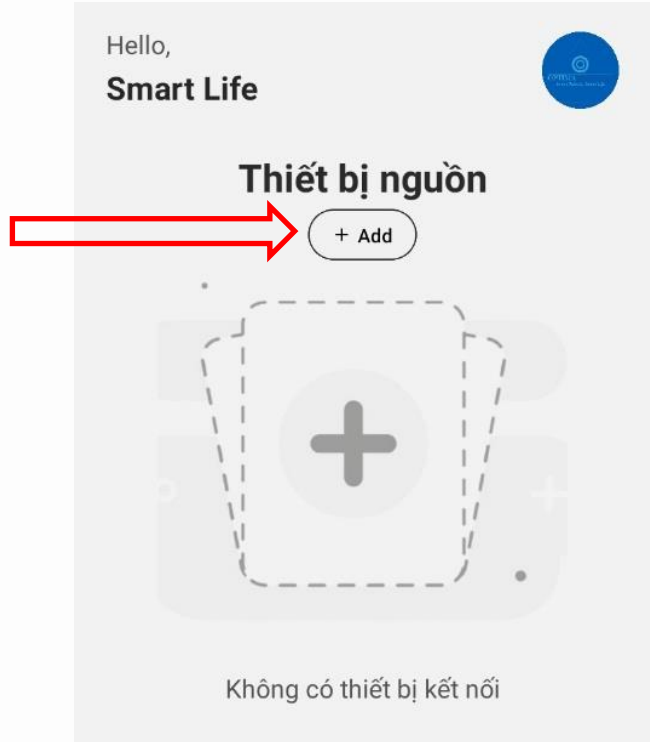 Hello,
Smart Life
Thiết bị nguồn
+ Add
Không có thiết bị kết nối